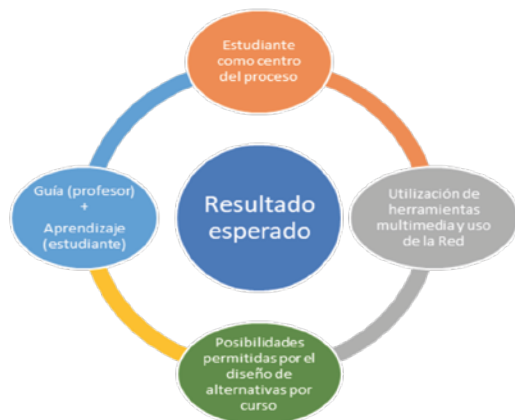 Estudiante
como centro
del proceso
Guía (profesor)
+
Aprendizaje
(estudiante)
Resultado
esperado
Utilización de
herramientas
multimedia y uso
de la Red
Posibilidades
permitidas por el
diseño de
alternativas por
curso